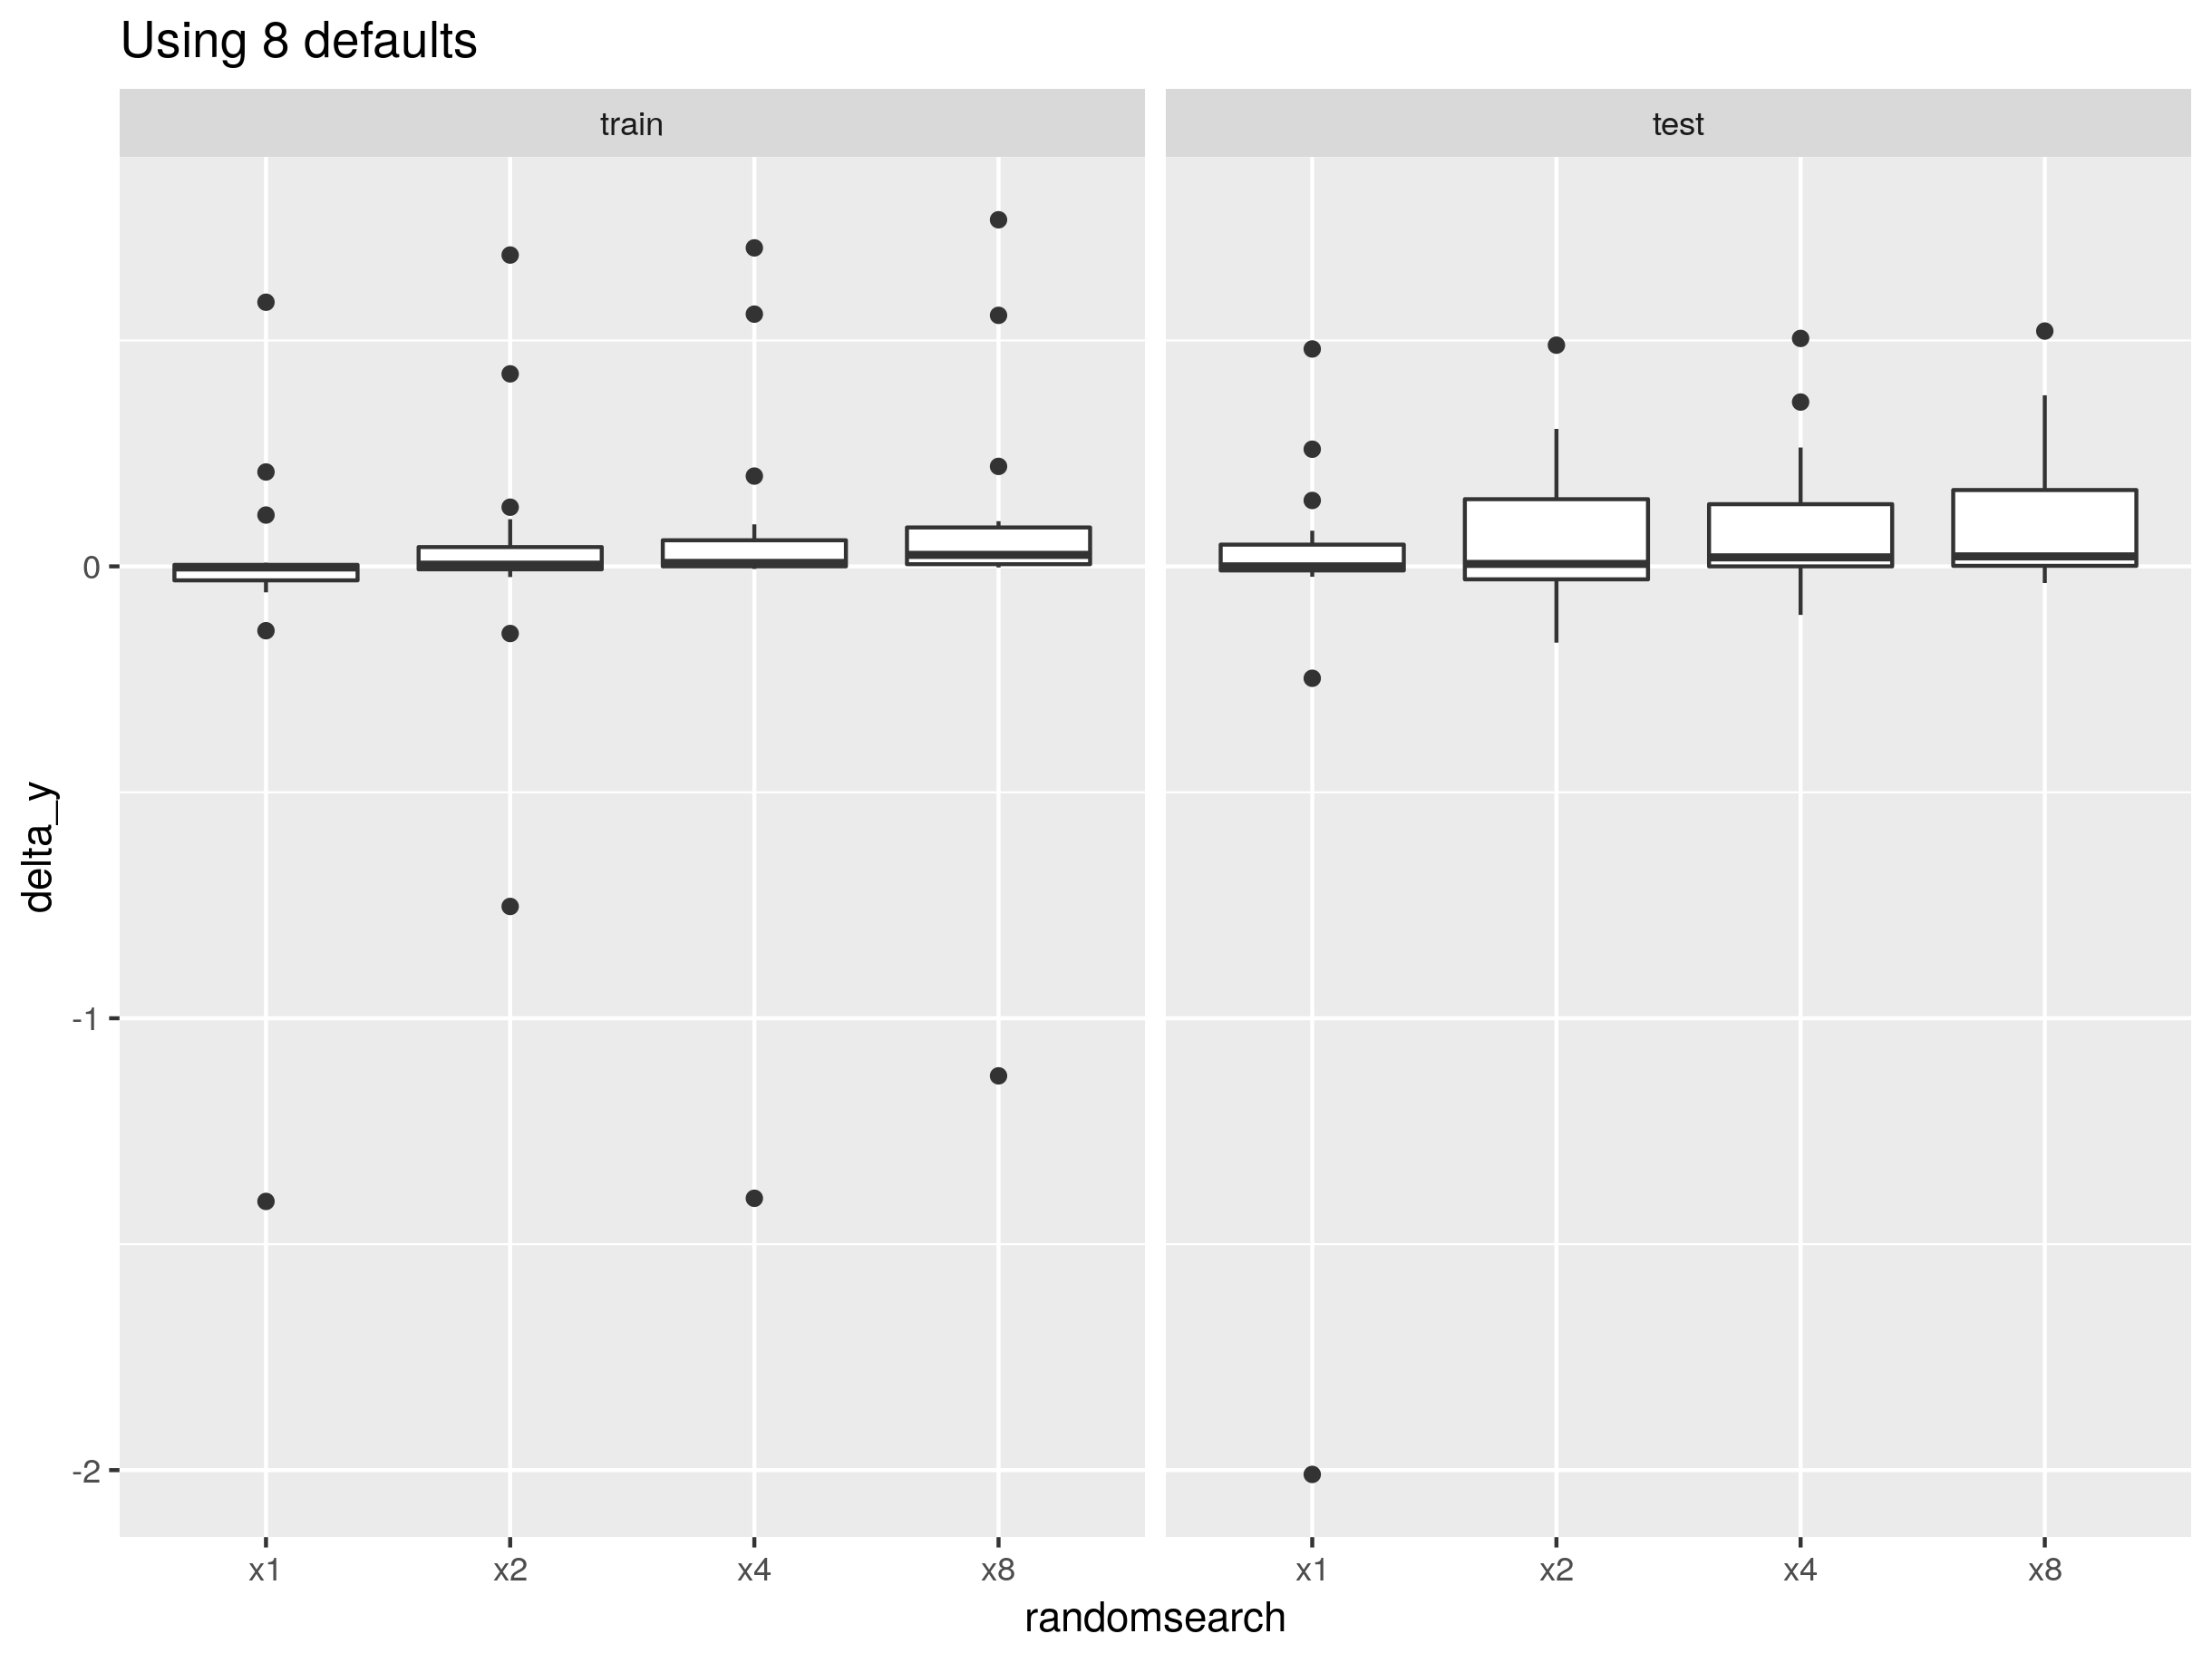 Using 8 defaults
train
test
delta_y
0
-1
-2
x1 x2 x4 x8 x1 x2 x4 x8
randomsearch